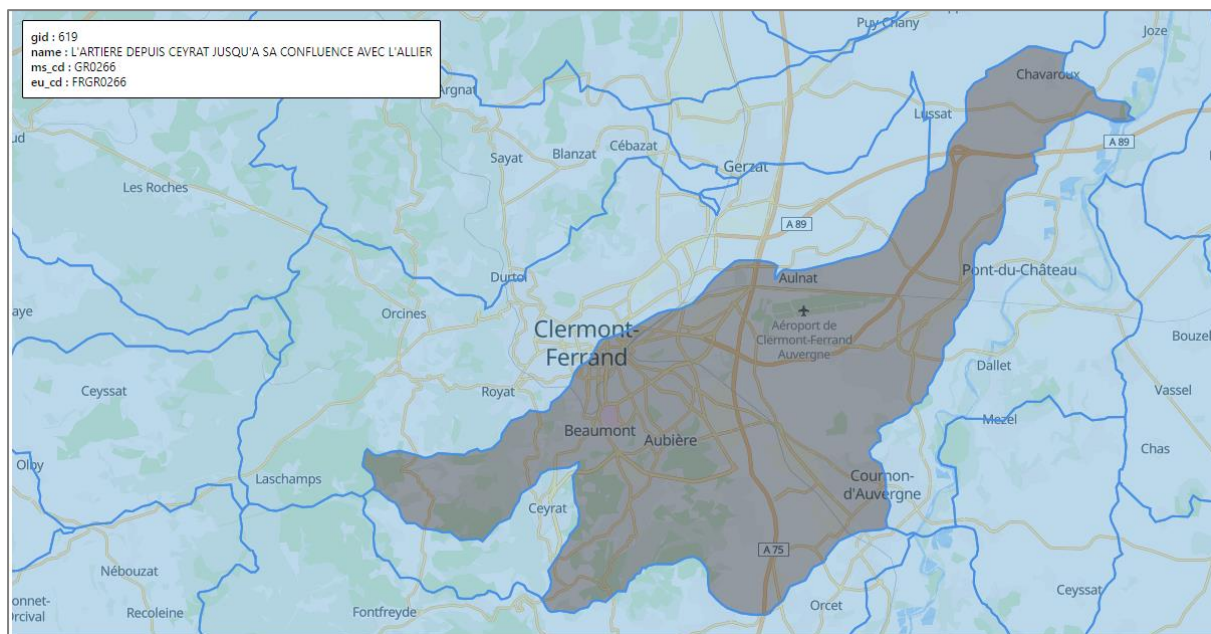 gid : 619
name : L'ARTIERE DEPUIS CEYRAT JUSQU'A SA CONFLUENCE AVEC L'ALLIER
ms_cd : GR0266
eu_cd : FRGR0266
Puy Chany
Joze
Chavaroux
Argnat
Lussat
A 89
Cébazat
Blanzat
Sayat
Gerzat
Les Roches
A 89
Durtol
Aulnat
Pont-du-Château
Orcines
Aéroport de
Clermont-Ferrand
Auvergne
Clermont-
Ferrand
Dallet
Ceyssat
Royat
Vassel
Mezel
Beaumont
Aubière
Chas
Olby
Laschamps
Cournon-
d'Auvergne
Ceyrat
A 75
Nébouzat
Ceyssat
Recoleine
Fontfreyde
Orcet